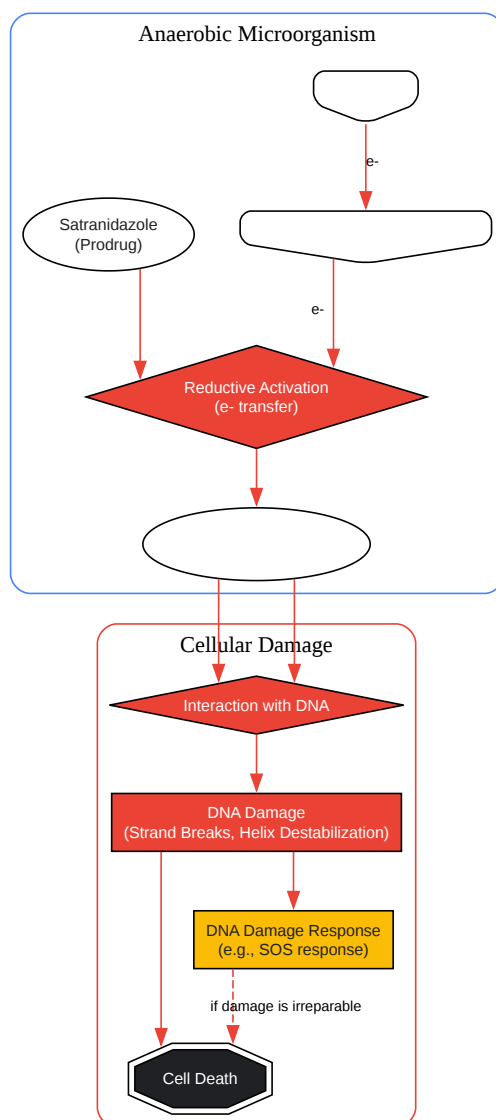 Anaerobic Microorganism
e-
Satranidazole
(Prodrug)
e-
Reductive Activation
(e- transfer)
Cellular Damage
Interaction with DNA
DNA Damage
(Strand Breaks, Helix Destabilization)
DNA Damage Response
(e.g., SOS response)
if damage is irreparable
Cell Death